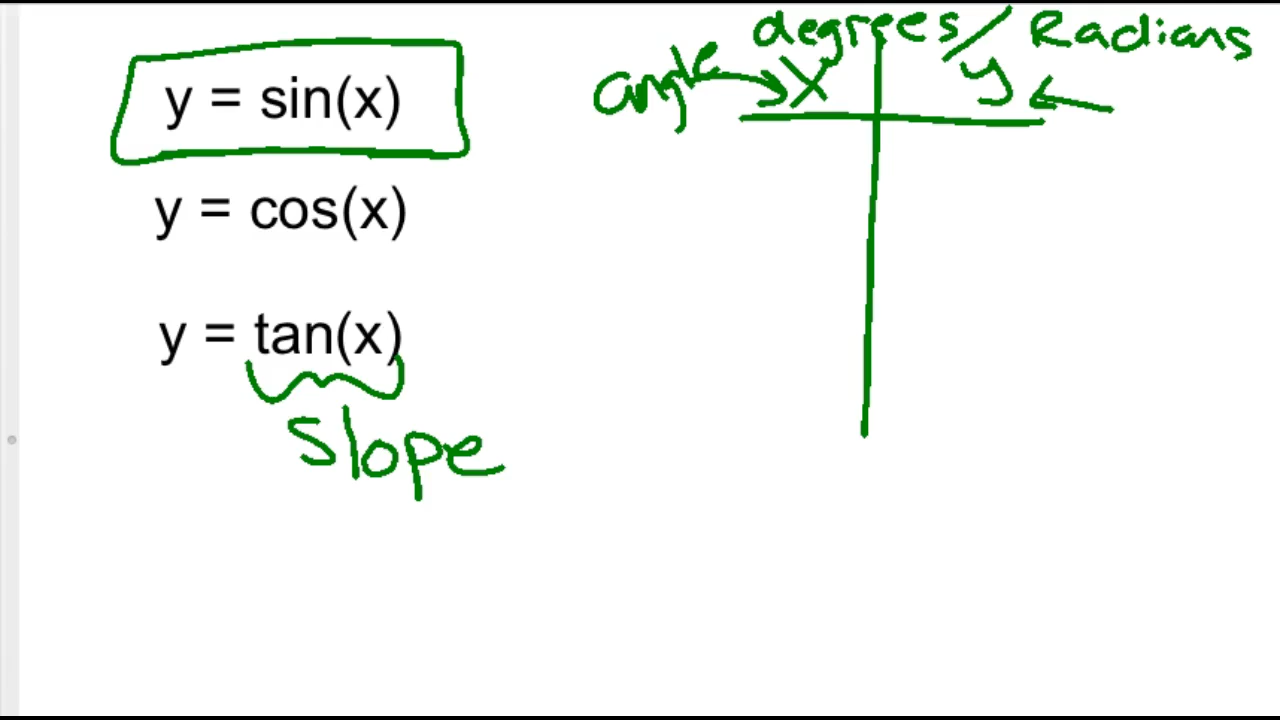 degrees/Radians
angle x y
y = sin(x)
y = cos(x)
y = tan(x)
slope